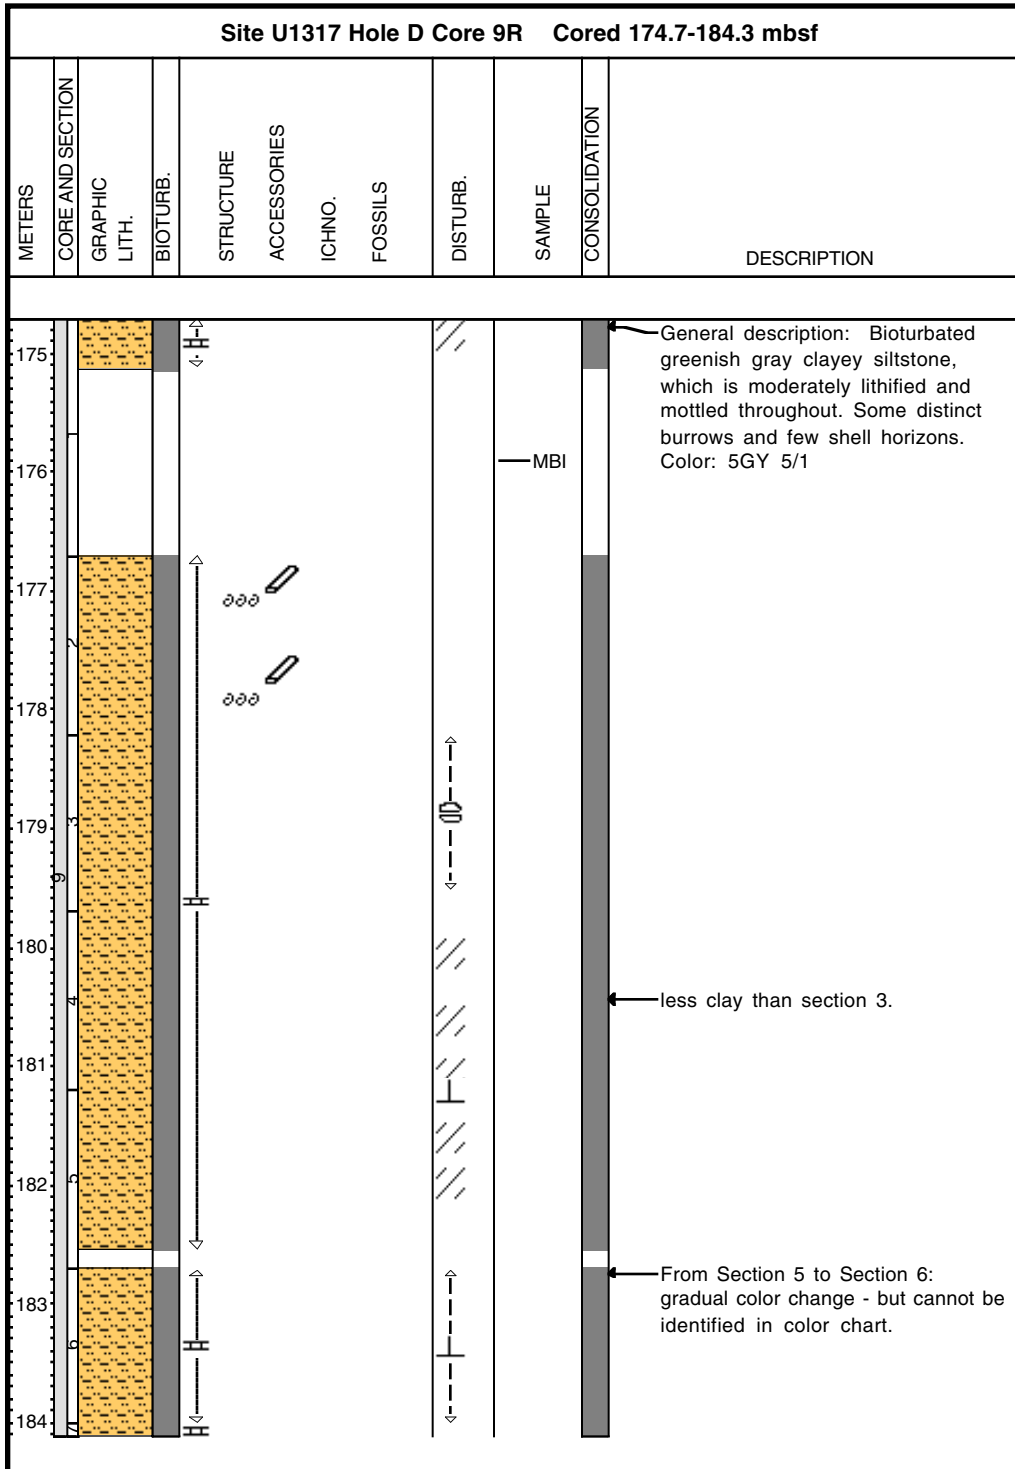 Site U1317 Hole D Core 9R Cored 174.7-184.3 mbsf
METERS
CORE AND SECTION
GRAPHIC
LITH.
BIOTURB.
STRUCTURE
ACCESSORIES
ICHNO.
FOSSILS
DISTURB.
SAMPLE
CONSOLIDATION
DESCRIPTION
175
General description: Bioturbated
greenish gray clayey siltstone,
which is moderately lithified and
mottled throughout. Some distinct
burrows and few shell horizons.
Color: 5GY 5/1
1
176
MBI
177
2
178
3
179
9
180
4
less clay than section 3.
181
5
182
From Section 5 to Section 6:
gradual color change - but cannot be
identified in color chart.
183
6
184
7